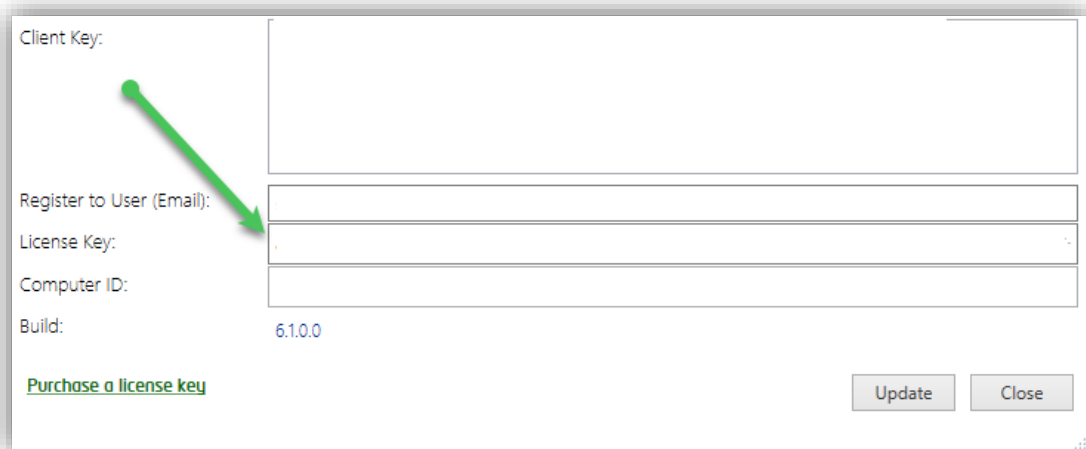 Client Key:
Register to User (Email):
License Key:
Computer ID:
Build:
6.1.0.0
Purchase a license key
Update
Close